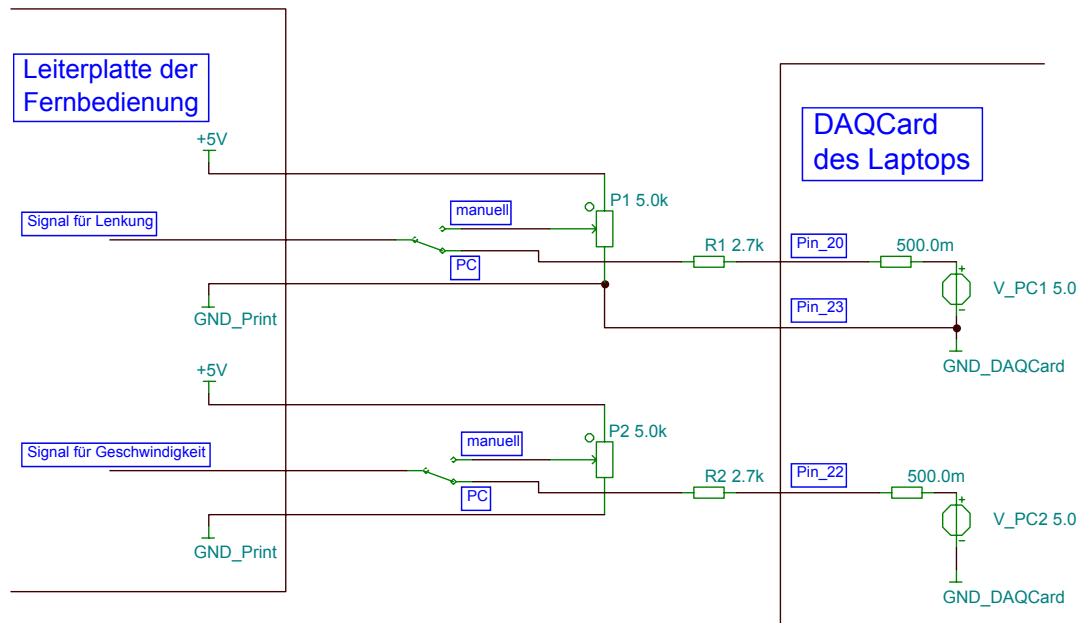 Leiterplatte der
Fernbedienung
DAQCard
des Laptops
+5V
P1 5.0k
manuell
Signal für Lenkung
PC
R1 2.7k
Pin_20
500.0m
V_PC1 5.0
Pin_23
GND_Print
GND_DAQCard
+5V
P2 5.0k
manuell
Signal für Geschwindigkeit
PC
R2 2.7k
Pin_22
500.0m
V_PC2 5.0
GND_Print
GND_DAQCard